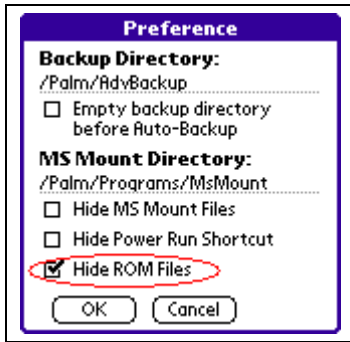 Preference
Backup Directory:
/Palm/AdvBackup
Empty backup directory
before Auto-Backup
MS Mount Directory:
/Palm/Programs/MsMount
Hide MS Mount Files
Hide Power Run Shortcut
Hide ROM Files
OK Cancel